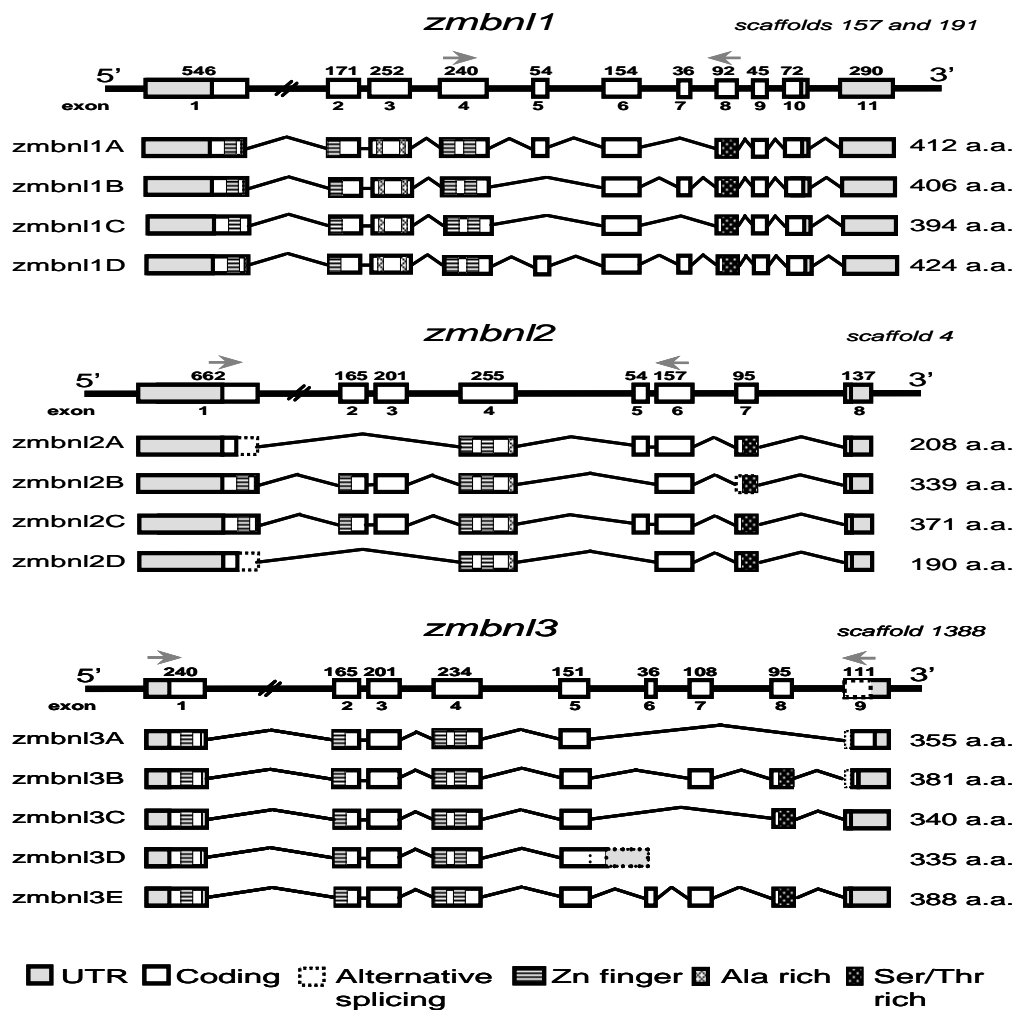 zmbnl1
scaffolds 157 and 191
5’ 546 171 252 240 54 154 36 92 45 72 290 3’
exon 1 2 3 4 5 6 7 8 9 10 11
zmbnl1A 412 a.a.
zmbnl1B 406 a.a.
zmbnl1C 394 a.a.
zmbnl1D 424 a.a.
zmbnl2
scaffold 4
5’ 662 165 201 255 54 157 95 137 3’
exon 1 2 3 4 5 6 7 8
zmbnl2A 208 a.a.
zmbnl2B 339 a.a.
zmbnl2C 371 a.a.
zmbnl2D 190 a.a.
zmbnl3
scaffold 1388
5’ 240 165 201 234 151 36 108 95 111 3’
exon 1 2 3 4 5 6 7 8 9
zmbnl3A 355 a.a.
zmbnl3B 381 a.a.
zmbnl3C 340 a.a.
zmbnl3D 335 a.a.
zmbnl3E 388 a.a.
UTR Coding Alternative Zn finger Ala rich Ser/Thr
splicing rich